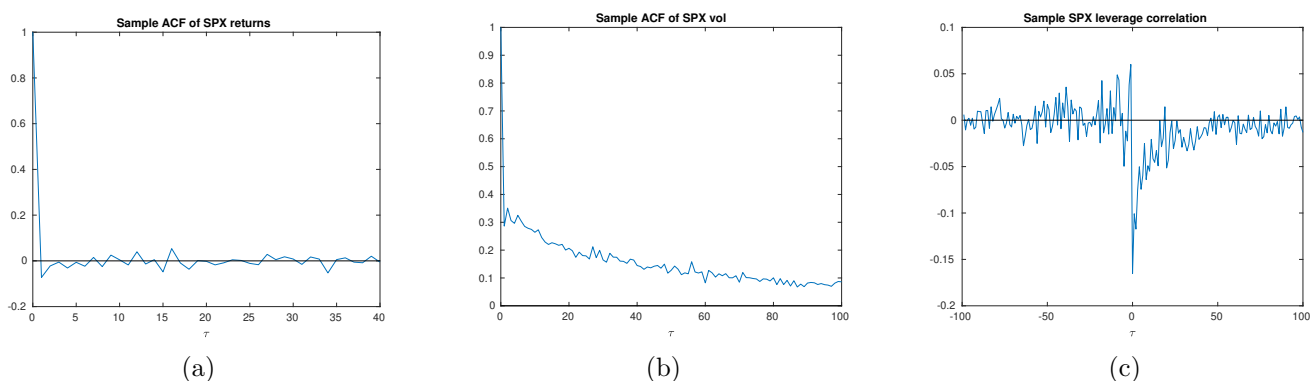 Sample ACF of SPX returns
1
0.8
0.6
0.4
0.2
0
-0.2
0 5 10 15 20 25 30 35 40
τ
(a)
Sample ACF of SPX vol
1
0.9
0.8
0.7
0.6
0.5
0.4
0.3
0.2
0.1
0
0 20 40 60 80 100
τ
(b)
Sample SPX leverage correlation
0.05
0
-0.05
-0.1
-0.15
-0.2
-100 -50 0 50 100
τ
(c)